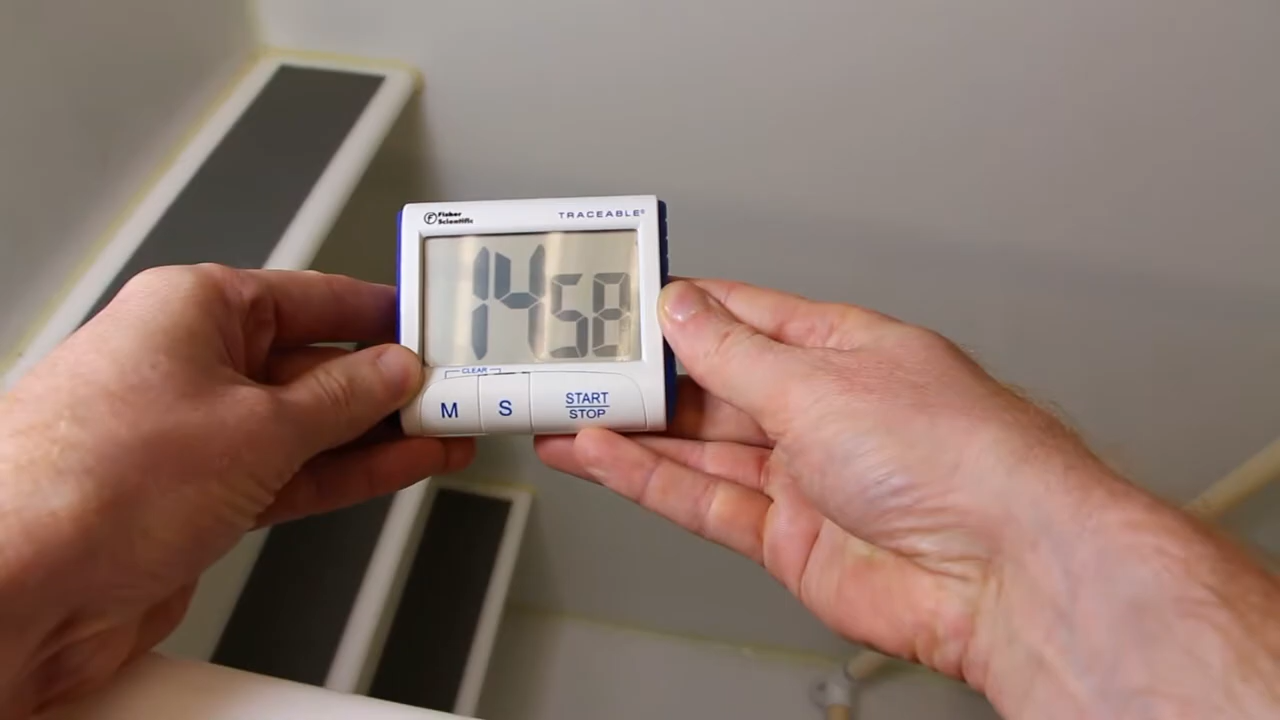 Fisher
Scientific
TRACEABLE®
14 58
CLEAR
M S START
STOP